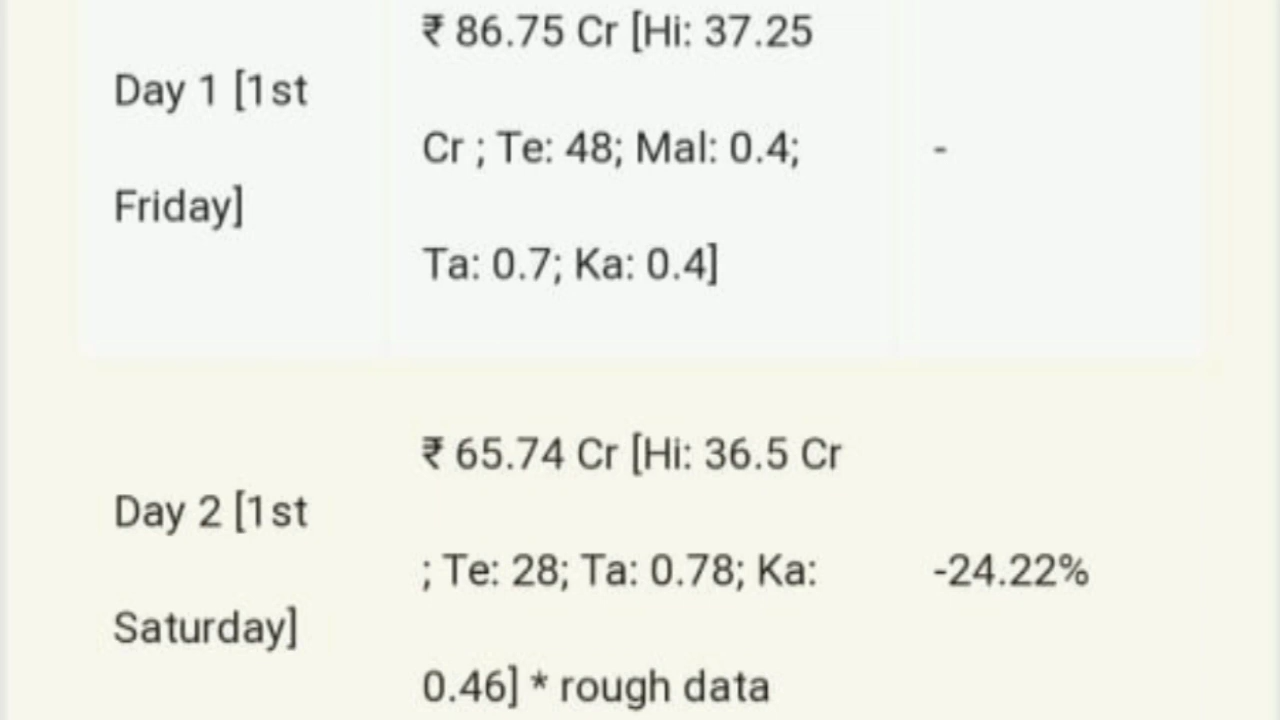 Day 1 [1st
Friday]
₹ 86.75 Cr [Hi: 37.25
Cr ; Te: 48; Mal: 0.4;
Ta: 0.7; Ka: 0.4]
-
Day 2 [1st
Saturday]
₹ 65.74 Cr [Hi: 36.5 Cr
; Te: 28; Ta: 0.78; Ka:
0.46] * rough data
-24.22%